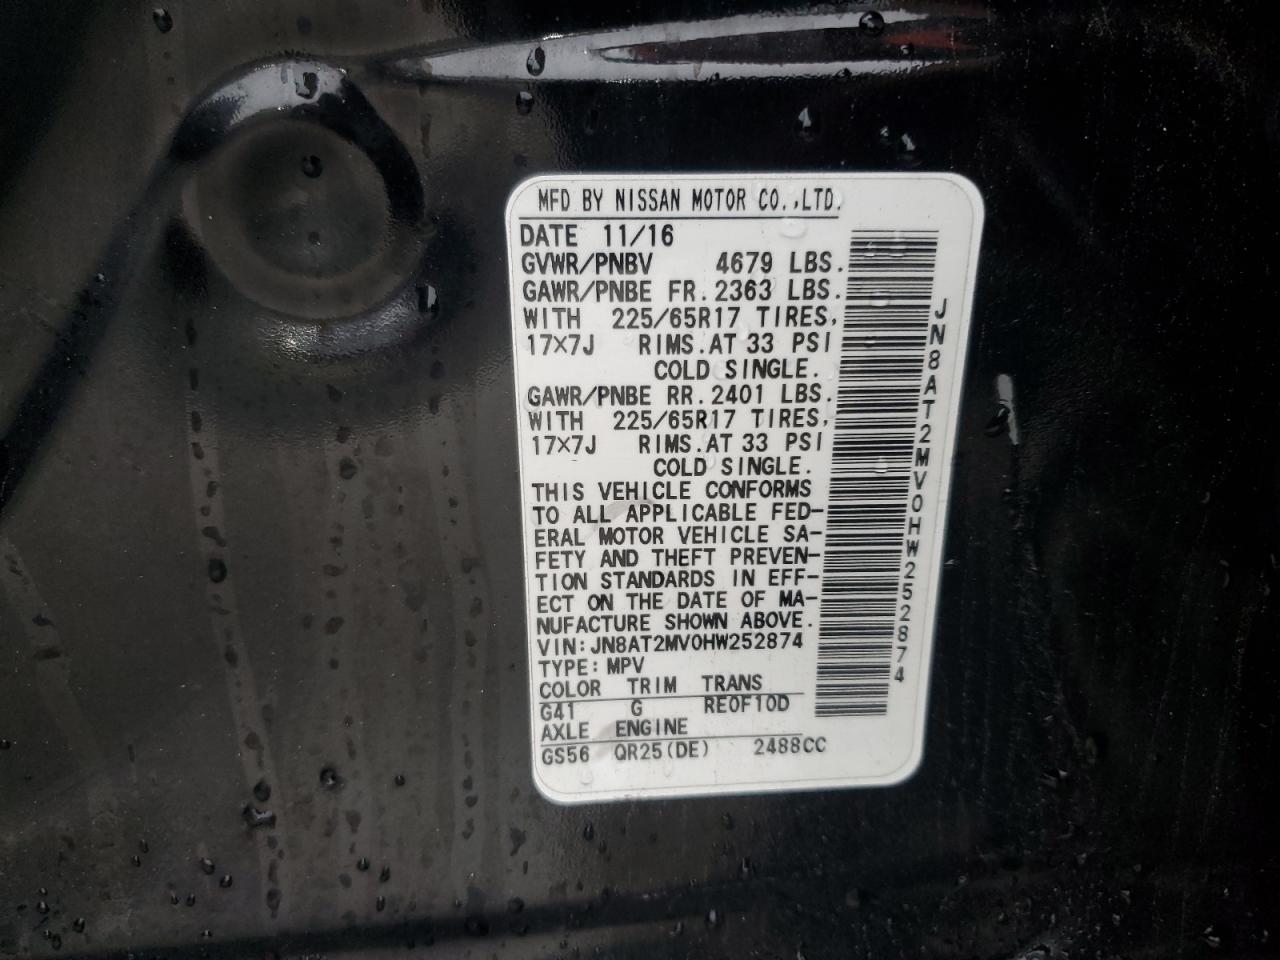 MFD BY NISSAN MOTOR CO.,LTD.
DATE 11/16
GVWR/PNBV 4679 LBS.
GAWR/PNBE FR. 2363 LBS.
WITH 225/65R17 TIRES,
17×7J RIMS.AT 33 PSI
COLD SINGLE.
GAWR/PNBE RR. 2401 LBS.
WITH 225/65R17 TIRES,
17×7J RIMS.AT 33 PSI
COLD SINGLE.
THIS VEHICLE CONFORMS
TO ALL APPLICABLE FED-
ERAL MOTOR VEHICLE SA-
FETY AND THEFT PREVEN-
TION STANDARDS IN EFF-
ECT ON THE DATE OF MA-
NUFACTURE SHOWN ABOVE.
VIN:JN8AT2MV0HW252874
TYPE:MPV
COLOR TRIM TRANS
G41 G RE0F10D
AXLE ENGINE
GS56 QR25(DE) 2488CC
JN8AT2MV0HW252874